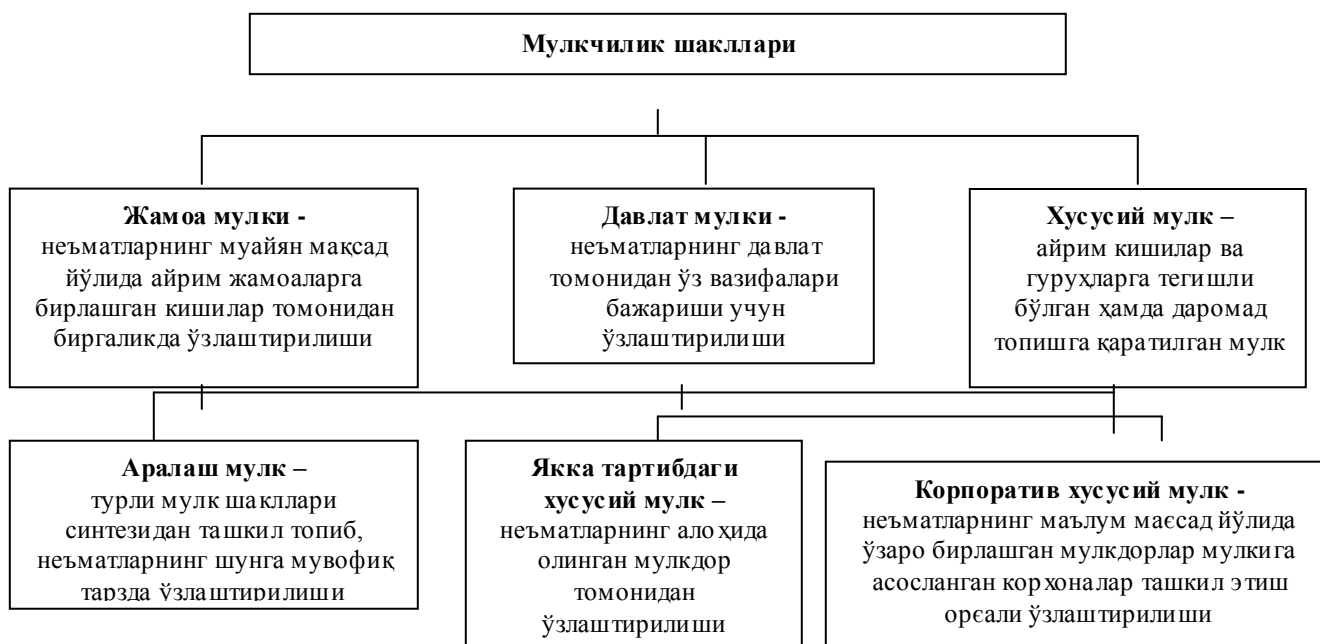 Мулкчилик шакллари
Жамоа мулки -
неъматларнинг муайян мақсад
йўлида айрим жамоаларга
бирлашган кишилар томонидан
биргаликда ўзлаштирилиши
Давлат мулки -
неъматларнинг давлат
томонидан ўз вазифалари
бажариши учун
ўзлаштирилиши
Хусусий мулк –
айрим кишилар ва
гуруҳларга тегишли
бўлган ҳамда даромад
топишга қаратилган мулк
Аралаш мулк –
турли мулк шакллари
синтезидан ташкил топиб,
неъматларнинг шунга мувофиқ
тарзда ўзлаштирилиши
Якка тартибдаги
хусусий мулк –
неъматларнинг алоҳида
олинган мулкдор
томонидан
ўзлаштирилиши
Корпоратив хусусий мулк -
неъматларнинг маълум маєсад йўлида
ўзаро бирлашган мулкдорлар мулкига
асосланган корхоналар ташкил этиш
орєали ўзлаштирилиши